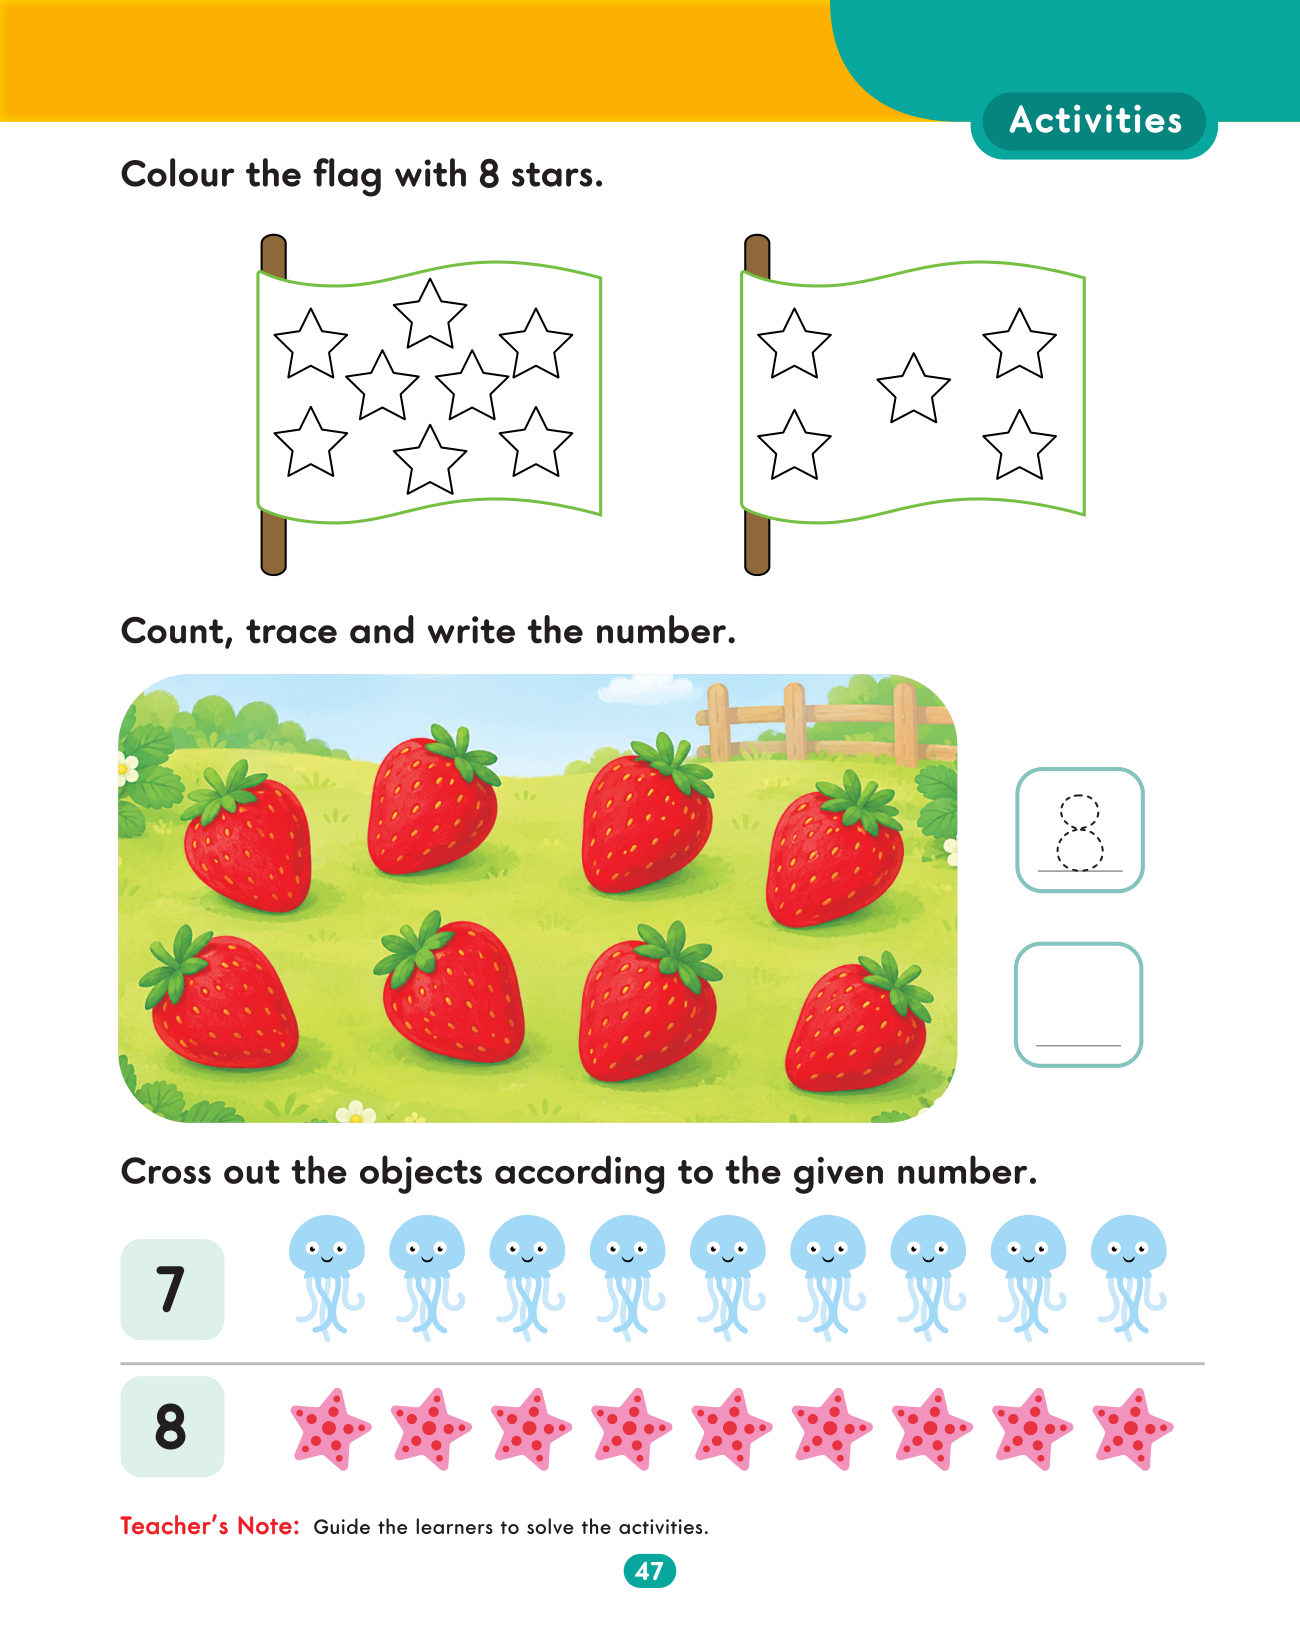 Activities
Colour the flag with 8 stars.
Count, trace and write the number.
8
Cross out the objects according to the given number.
7
8
Teacher's Note: Guide the learners to solve the activities.
47